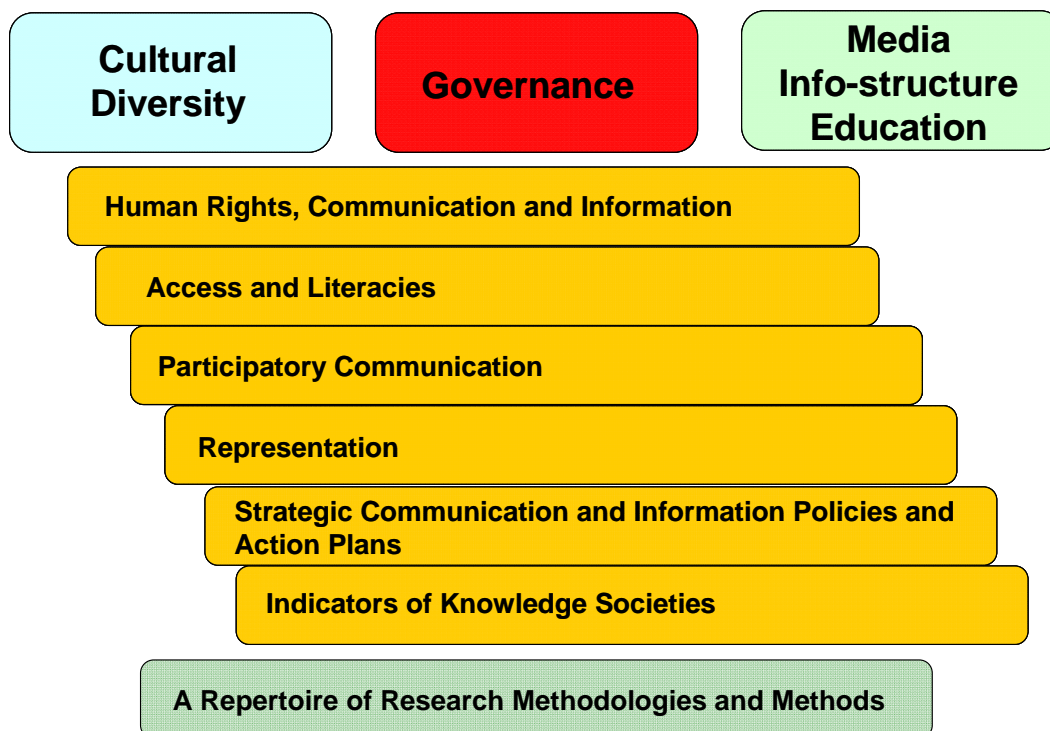 Cultural
Diversity
Governance
Media
Info-structure
Education
Human Rights, Communication and Information
Access and Literacies
Participatory Communication
Representation
Strategic Communication and Information Policies and
Action Plans
Indicators of Knowledge Societies
A Repertoire of Research Methodologies and Methods